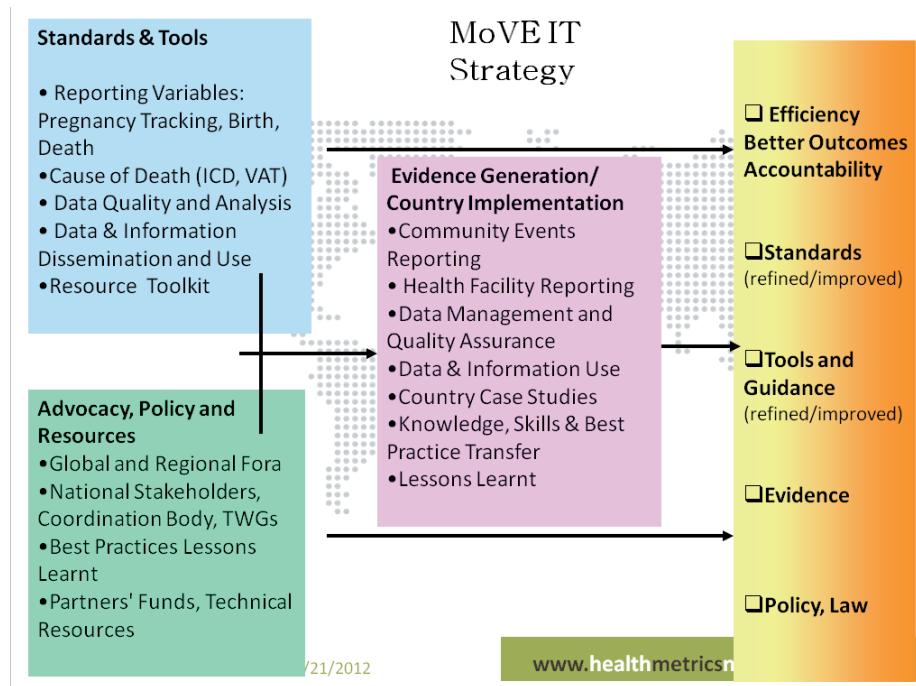 MoVE IT
Strategy
Standards & Tools
• Reporting Variables:
Pregnancy Tracking, Birth,
Death
•Cause of Death (ICD, VAT)
• Data Quality and Analysis
• Data & Information
Dissemination and Use
•Resource Toolkit
Advocacy, Policy and
Resources
•Global and Regional Fora
•National Stakeholders,
Coordination Body, TWGs
•Best Practices Lessons
Learnt
•Partners' Funds, Technical
Resources
Evidence Generation/
Country Implementation
•Community Events
Reporting
• Health Facility Reporting
•Data Management and
Quality Assurance
•Data & Information Use
•Country Case Studies
•Knowledge, Skills & Best
Practice Transfer
•Lessons Learnt
❑ Efficiency
Better Outcomes
Accountability
❑Standards
(refined/improved)
❑Tools and
Guidance
(refined/improved)
❑Evidence
❑Policy, Law
/21/2012
www.healthmetricsn